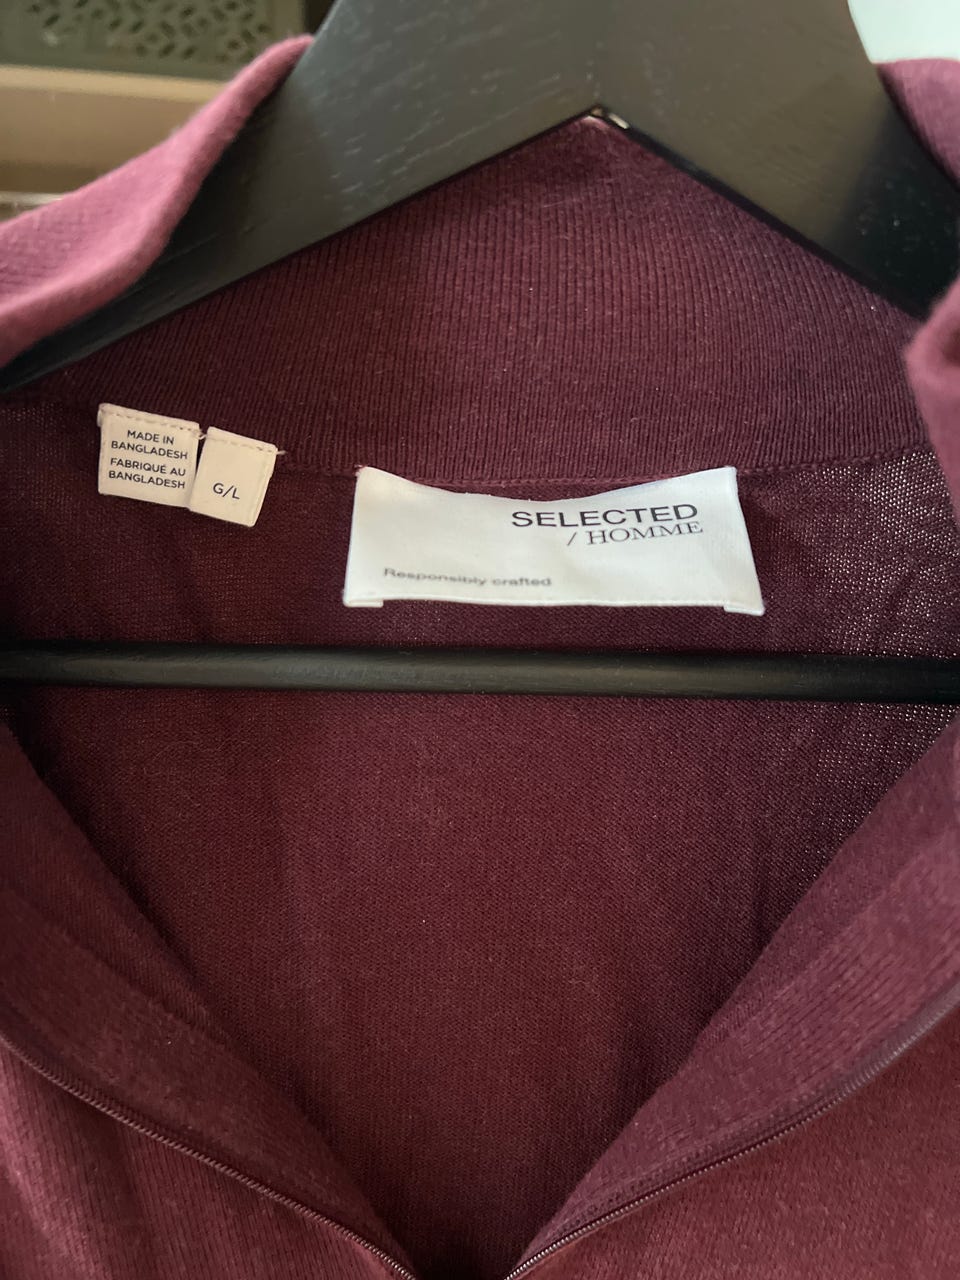 MADE IN
BANGLADESH
FABRIQUÉ AU
BANGLADESH
G/L
SELECTED
/ HOMME
Responsibly crafted